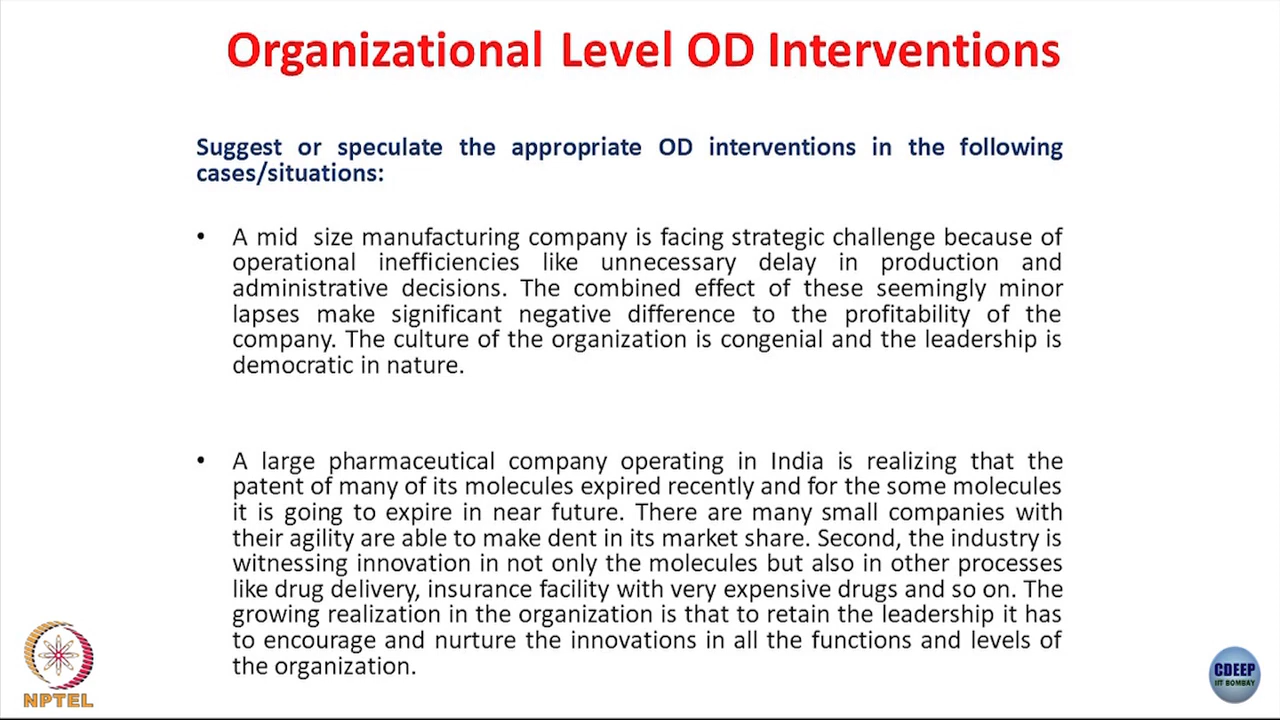 Organizational Level OD Interventions
Suggest or speculate the appropriate OD interventions in the following
cases/situations:
• A mid size manufacturing company is facing strategic challenge because of
operational inefficiencies like unnecessary delay in production and
administrative decisions. The combined effect of these seemingly minor
lapses make significant negative difference to the profitability of the
company. The culture of the organization is congenial and the leadership is
democratic in nature.
• A large pharmaceutical company operating in India is realizing that the
patent of many of its molecules expired recently and for the some molecules
it is going to expire in near future. There are many small companies with
their agility are able to make dent in its market share. Second, the industry is
witnessing innovation in not only the molecules but also in other processes
like drug delivery, insurance facility with very expensive drugs and so on. The
growing realization in the organization is that to retain the leadership it has
to encourage and nurture the innovations in all the functions and levels of
the organization.
NPTEL
CDEEP
IIT BOMBAY